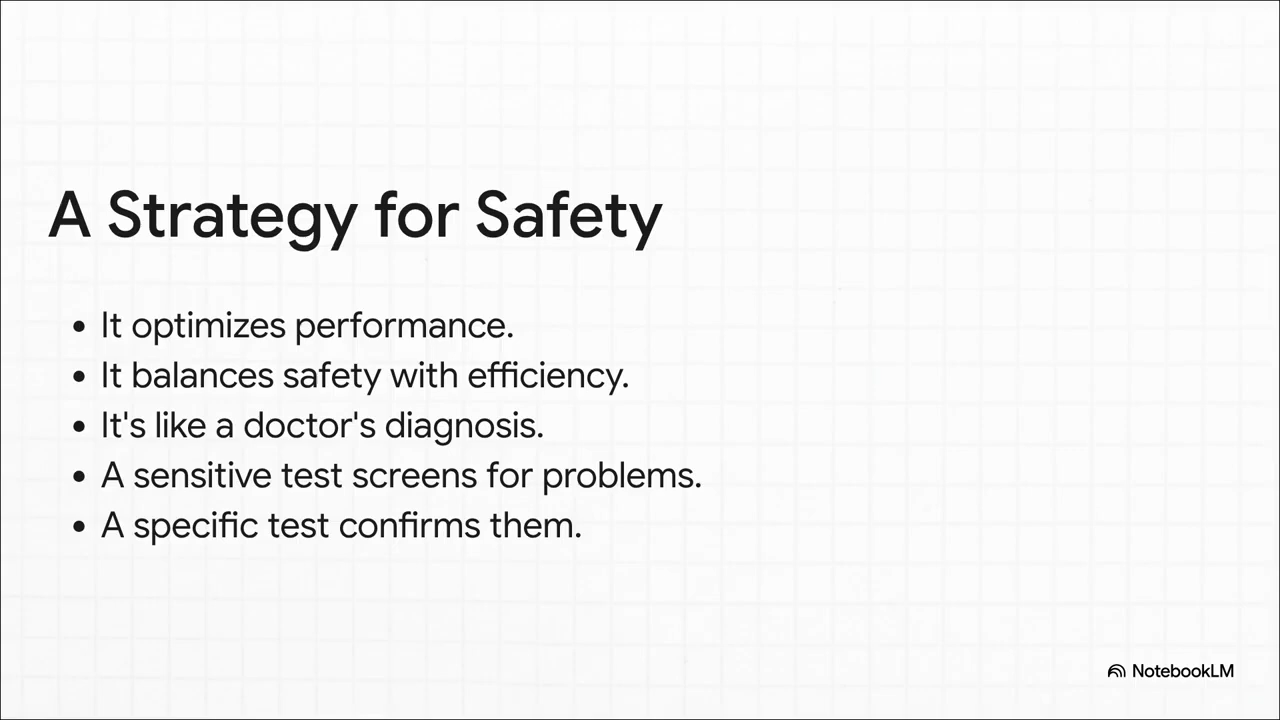 A Strategy for Safety
• It optimizes performance.
• It balances safety with efficiency.
• It's like a doctor's diagnosis.
• A sensitive test screens for problems.
• A specific test confirms them.
NotebookLM